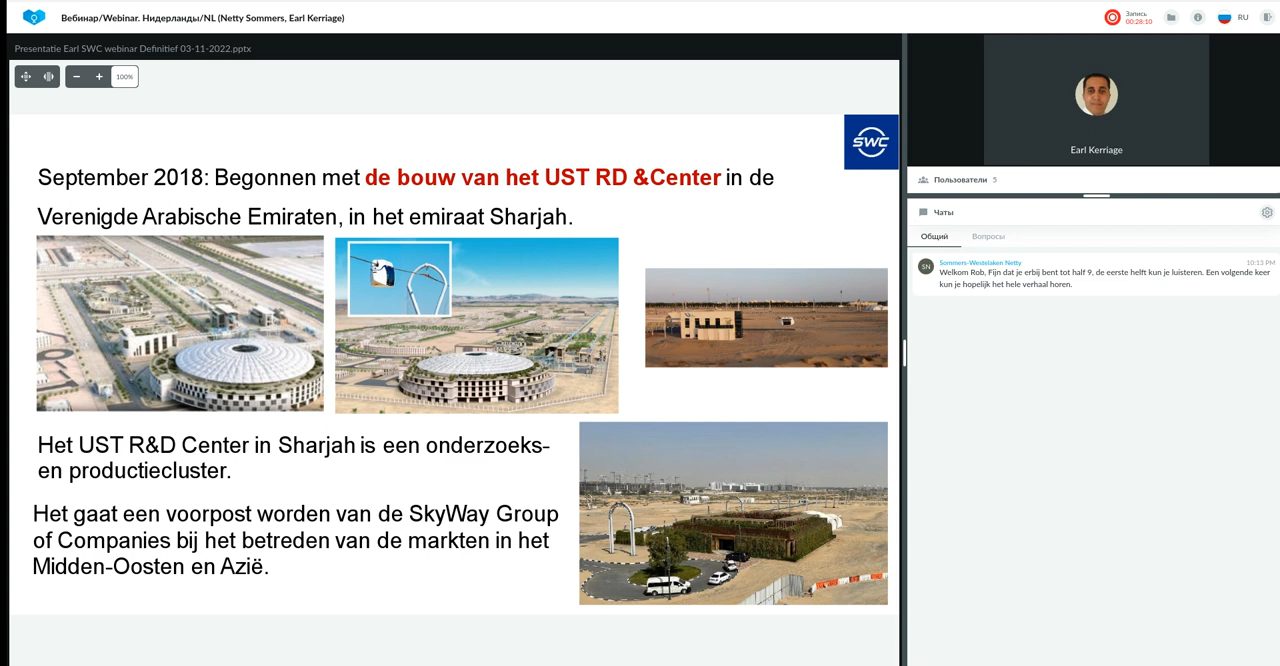 Вебинар/Webinar. Нидерланды/NL (Netty Sommers, Earl Kerriage)
Запись
00:28:10
RU
Presentatie Earl SWC webinar Definitief 03-11-2022.pptx
100%
SWC
September 2018: Begonnen met de bouw van het UST RD &Center in de
Verenigde Arabische Emiraten, in het emiraat Sharjah.
Het UST R&D Center in Sharjah is een onderzoeks-
en productiecluster.
Het gaat een voorpost worden van de SkyWay Group
of Companies bij het betreden van de markten in het
Midden-Oosten en Azië.
Earl Kerriage
Пользователи 5
Чаты
Общий
Вопросы
SN
Sommers-Westelaken Netty
10:13 PM
Welkom Rob, Fijn dat je erbij bent tot half 9, de eerste helft kun je luisteren. Een volgende keer
kun je hopelijk het hele verhaal horen.